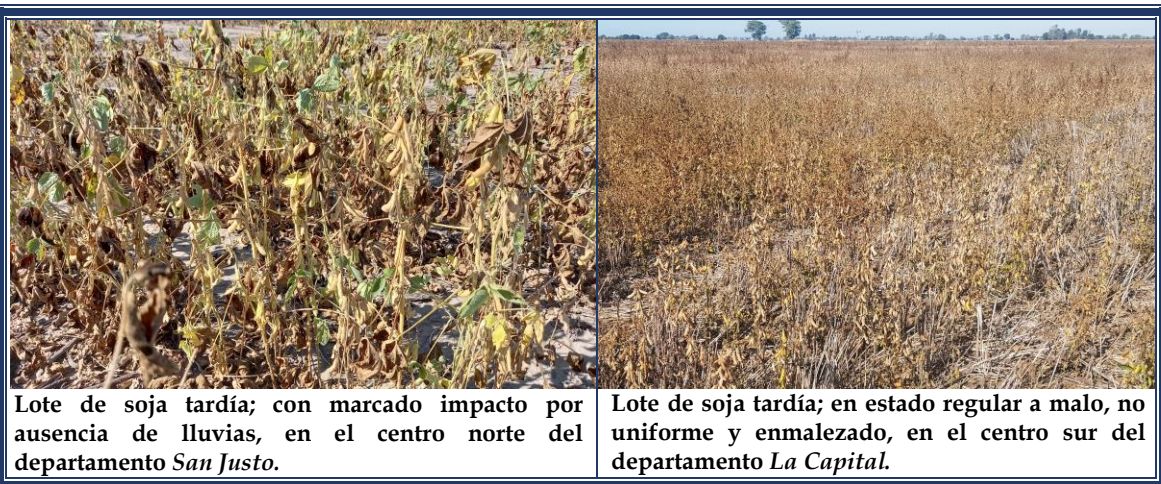 Lote de soja tardía; con marcado impacto por
ausencia de lluvias, en el centro norte del
departamento San Justo.
Lote de soja tardía; en estado regular a malo, no
uniforme y enmalezado, en el centro sur del
departamento La Capital.